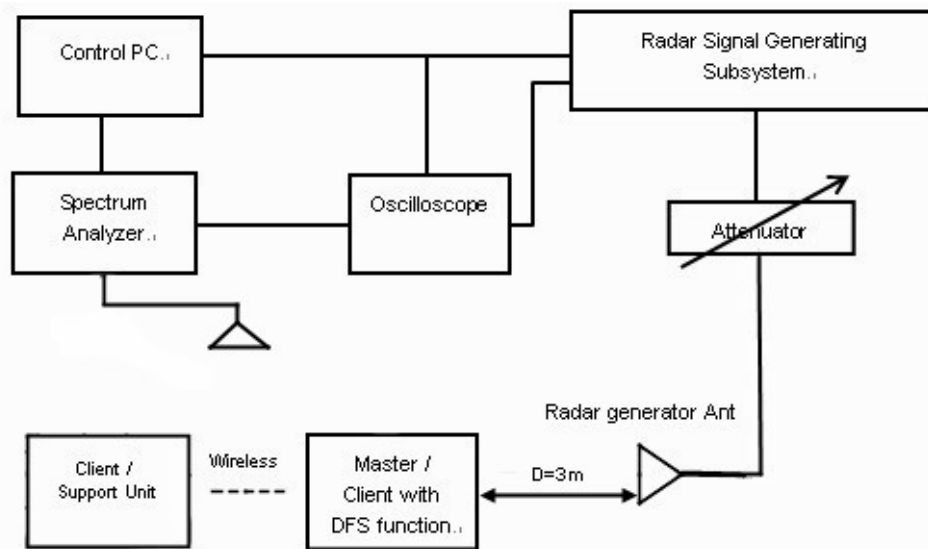 Control PC.
Radar Signal Generating
Subsystem.
Spectrum
Analyzer.
Oscilloscope
Attenuator
Radar generator Ant
Client /
Support Unit
Wireless
Master /
Client with
DFS function.
D=3m